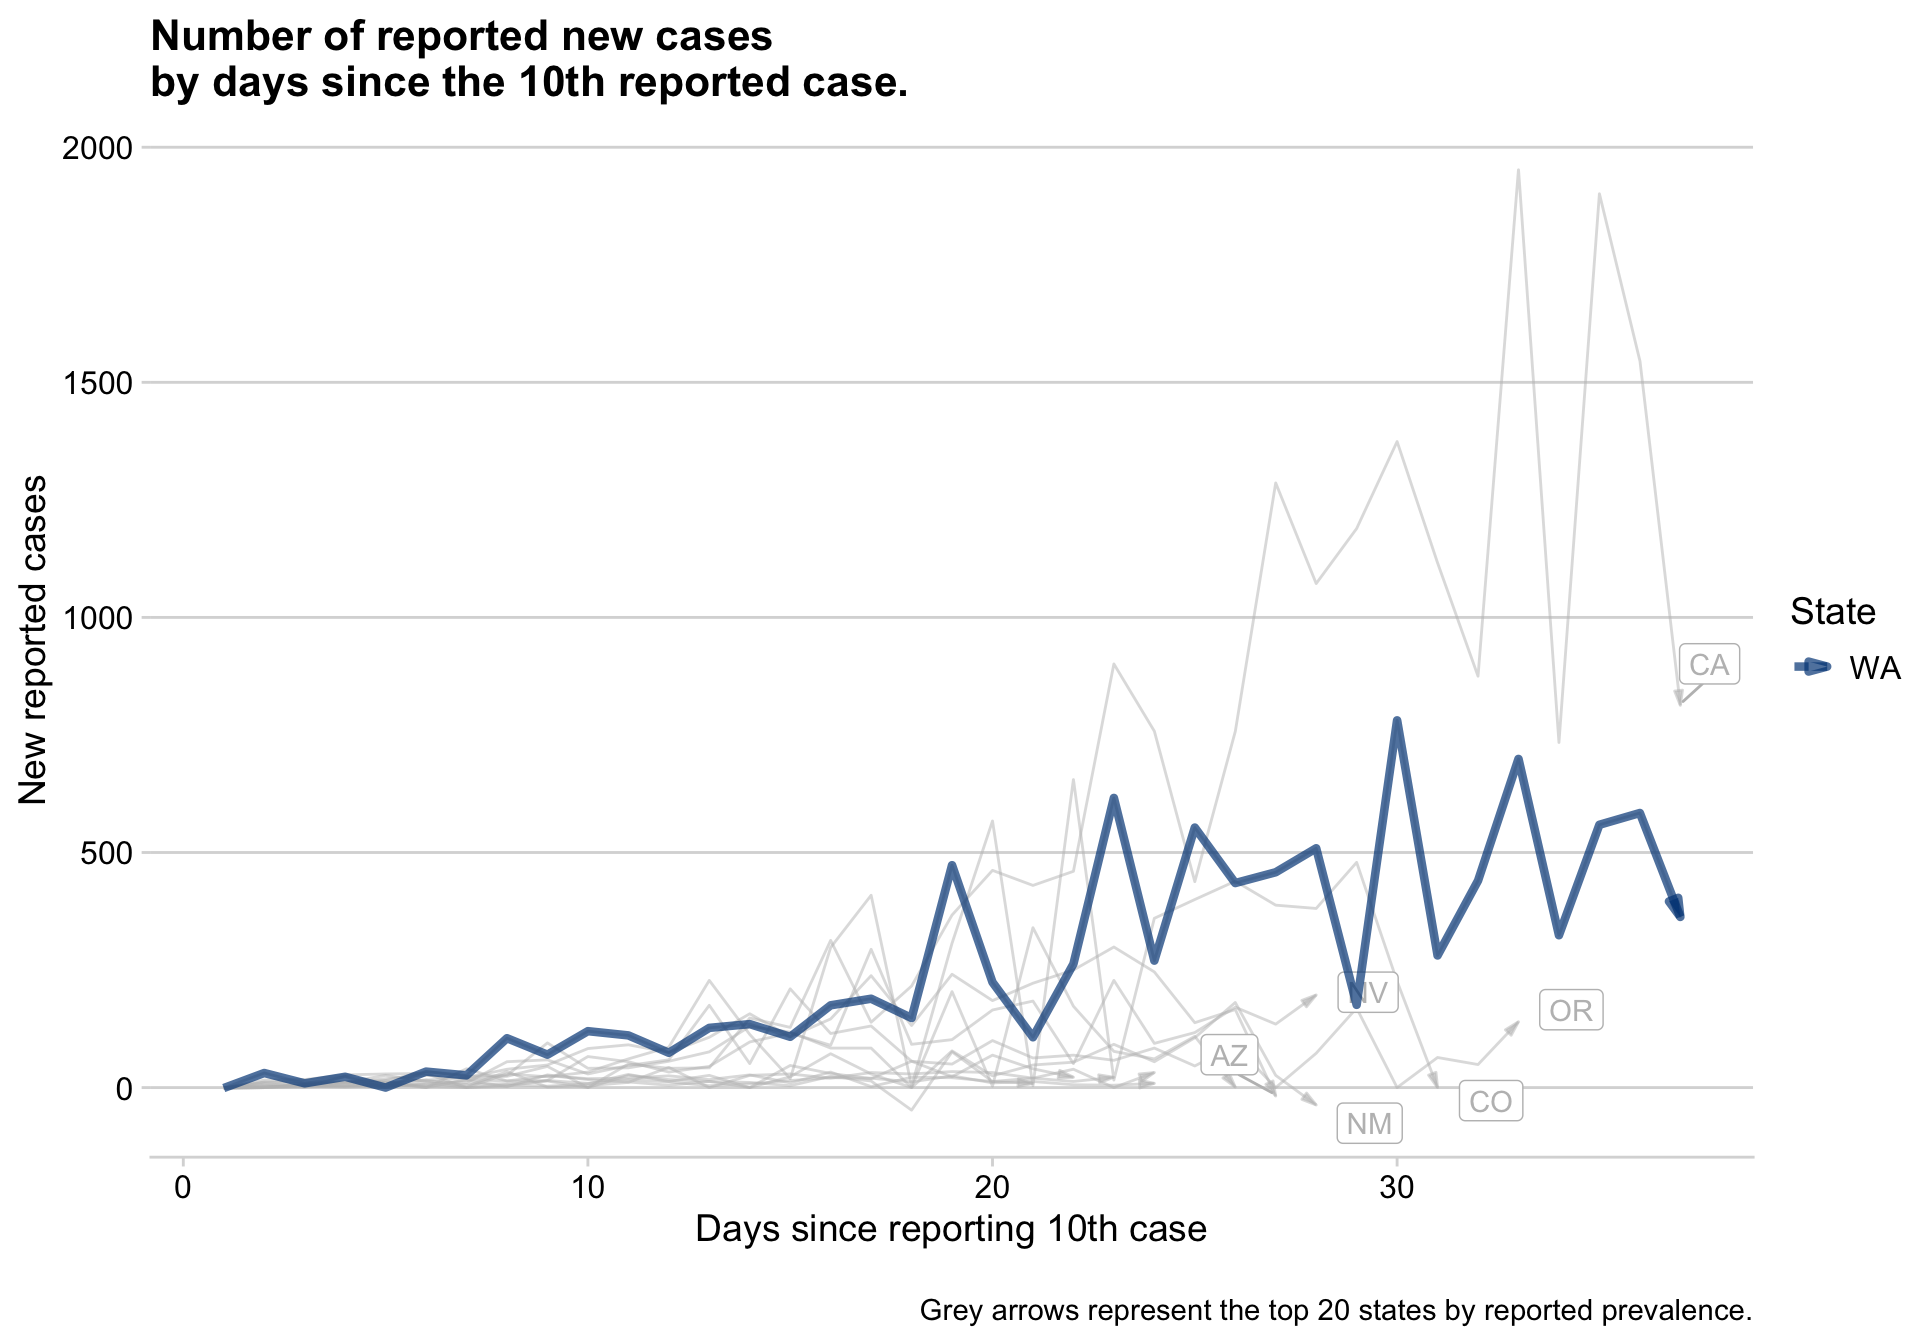 Number of reported new cases
by days since the 10th reported case.
2000
1500
1000
500
0
New reported cases
CA
NV
OR
AZ
CO
NM
State
WA
0
10
20
30
Days since reporting 10th case
Grey arrows represent the top 20 states by reported prevalence.